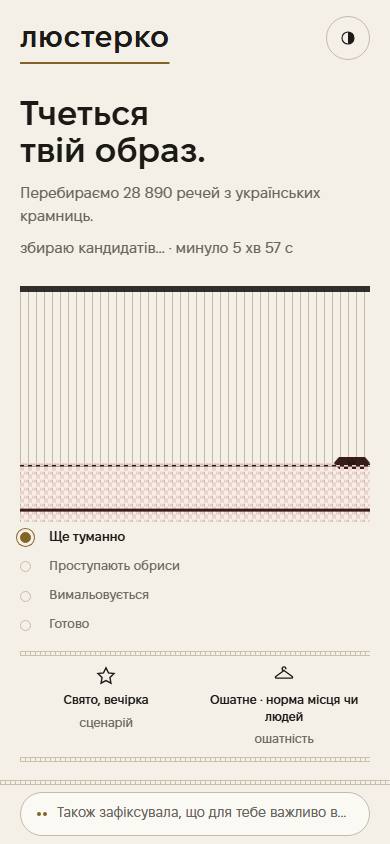 люстерко
Тчеться
твій образ.
Перебираємо 28 890 речей з українських
крамниць.
збираю кандидатів... · минуло 5 хв 57 с
Ще туманно
Проступають обриси
Вимальовується
Готово
Свято, вечірка
сценарій
Ошатне · норма місця чи
людей
ошатність
Також зафіксувала, що для тебе важливо в...